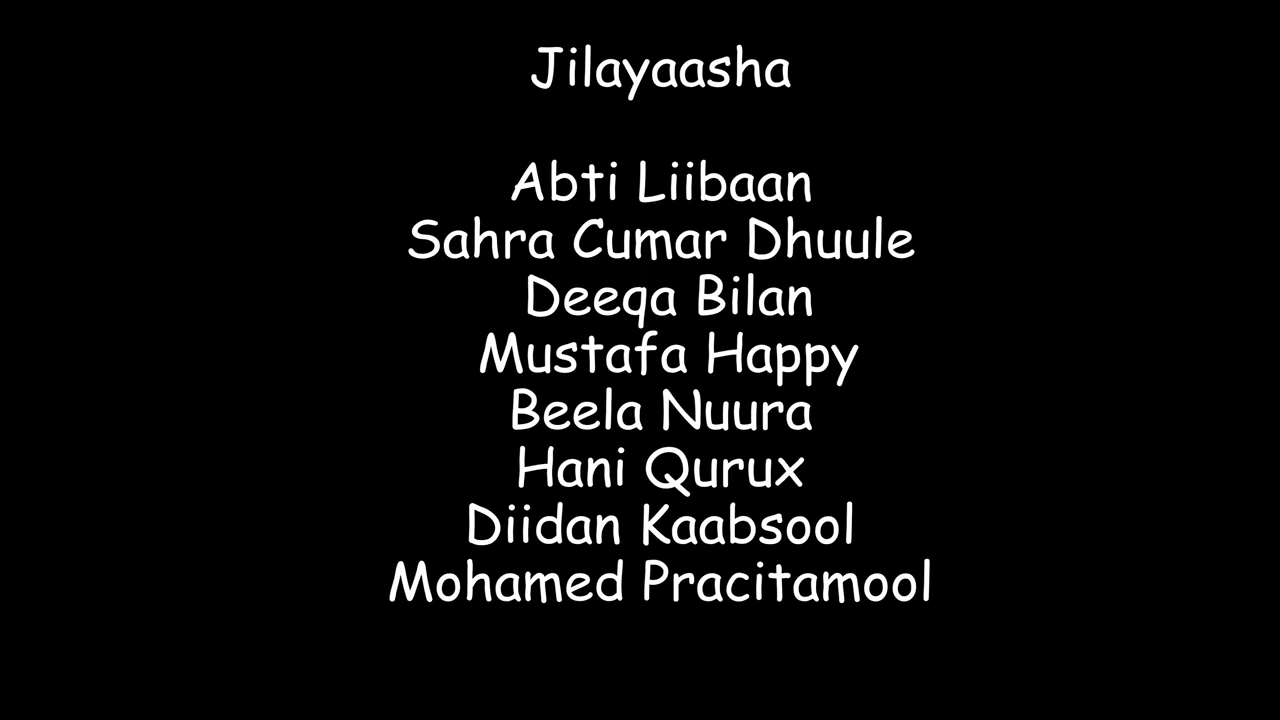 Jilayaasha
Abti Liibaan
Sahra Cumar Dhuule
Deeqa Bilan
Mustafa Happy
Beela Nuura
Hani Qurux
Diidan Kaabsool
Mohamed Pracitamool